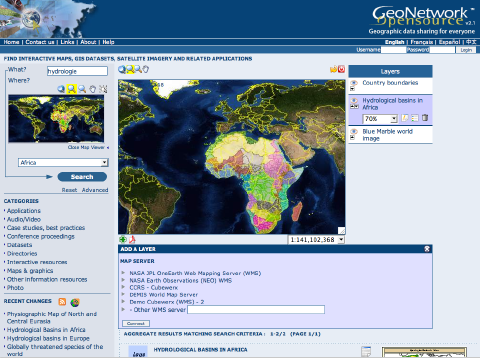 GeoNetwork
Opensource v2.1
Geographic data sharing for everyone
Home | Contact us | Links | About | Help
English | Français | Español | 中文
Username Password Login
FIND INTERACTIVE MAPS, GIS DATASETS, SATELLITE IMAGERY AND RELATED APPLICATIONS
What? hydrologie
Where?
Close Map Viewer
Africa
Search
Reset Advanced
CATEGORIES
Applications
Audio/Video
Case studies, best practices
Conference proceedings
Datasets
Directories
Interactive resources
Maps & graphics
Other information resources
Photo
RECENT CHANGES
Physiographic Map of North and
Central Eurasia
Hydrological Basins in Africa
Hydrological basins in Europe
Globally threatened species of the
1:141,102,368
Layers
Country boundaries
Hydrological basins in
Africa
70%
Blue Marble world
image
ADD A LAYER
MAP SERVER
NASA JPL OneEarth Web Mapping Server (WMS)
NASA Earth Observations (NEO) WMS
CCRS - Cubewerx
DEMIS World Map Server
Demo Cubewerx (WMS) - 2
- Other WMS server
Connect
AGGREGATE RESULTS MATCHING SEARCH CRITERIA : 1-2/2 (PAGE 1/1)
HYDROLOGICAL BASINS IN AFRICA